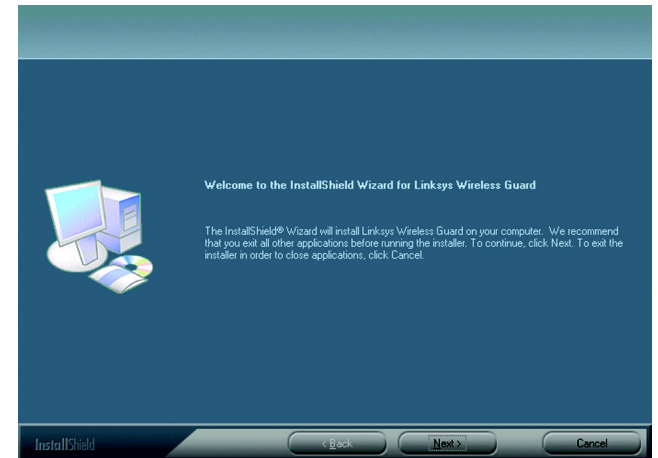 Welcome to the InstallShield Wizard for Linksys Wireless Guard
The InstallShield® Wizard will install Linksys Wireless Guard on your computer. We recommend
that you exit all other applications before running the installer. To continue, click Next. To exit the
installer in order to close applications, click Cancel.
InstallShield
< Back
Next >
Cancel